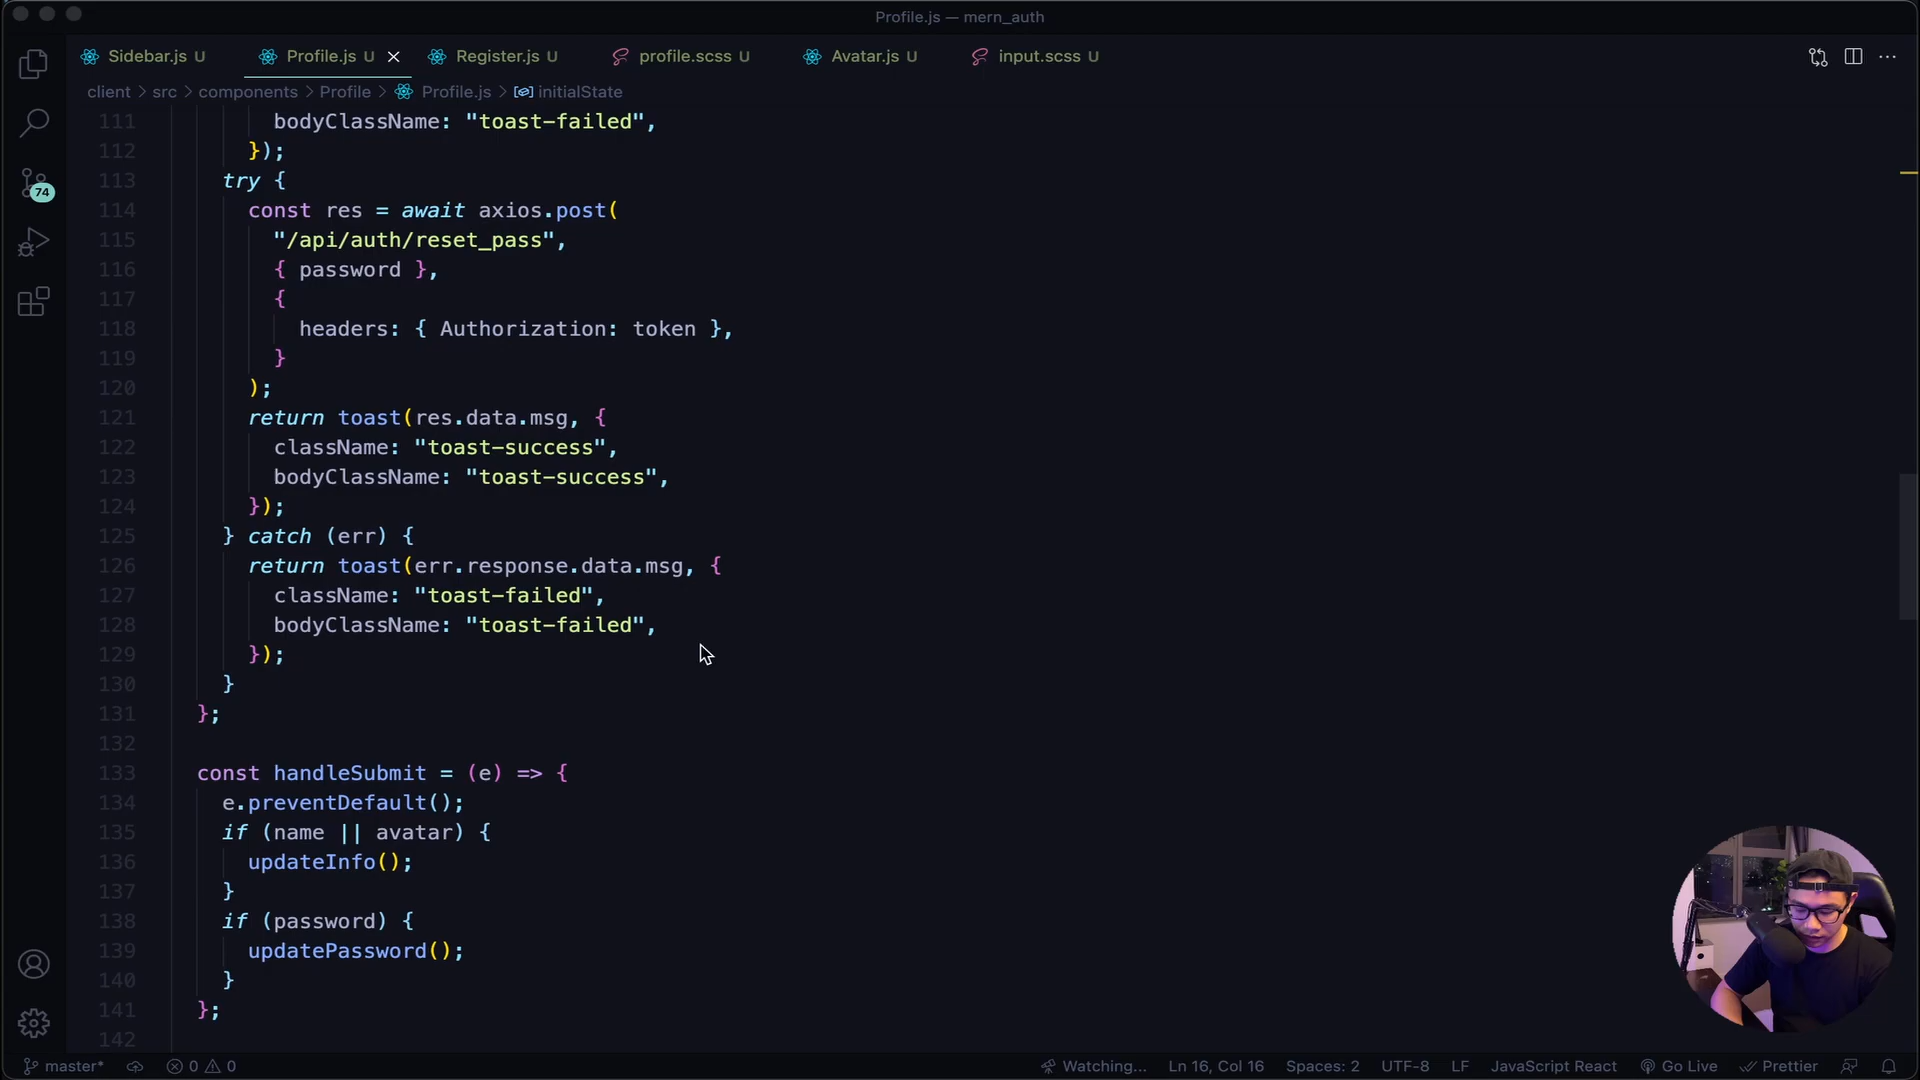 Profile.js — mern_auth
Sidebar.js U Profile.js U Register.js U profile.scss U Avatar.js U input.scss U
client > src > components > Profile > Profile.js > initialState
111 bodyClassName: "toast-failed",
112 });
113 try {
114 const res = await axios.post(
115 "/api/auth/reset_pass",
116 { password },
117 {
118 headers: { Authorization: token },
119 }
120 );
121 return toast(res.data.msg, {
122 className: "toast-success",
123 bodyClassName: "toast-success",
124 });
125 } catch (err) {
126 return toast(err.response.data.msg, {
127 className: "toast-failed",
128 bodyClassName: "toast-failed",
129 });
130 }
131 };
132
133 const handleSubmit = (e) => {
134 e.preventDefault();
135 if (name || avatar) {
136 updateInfo();
137 }
138 if (password) {
139 updatePassword();
140 }
141 };
142
74
master* 0 0 Watching... Ln 16, Col 16 Spaces: 2 UTF-8 LF JavaScript React Go Live Prettier